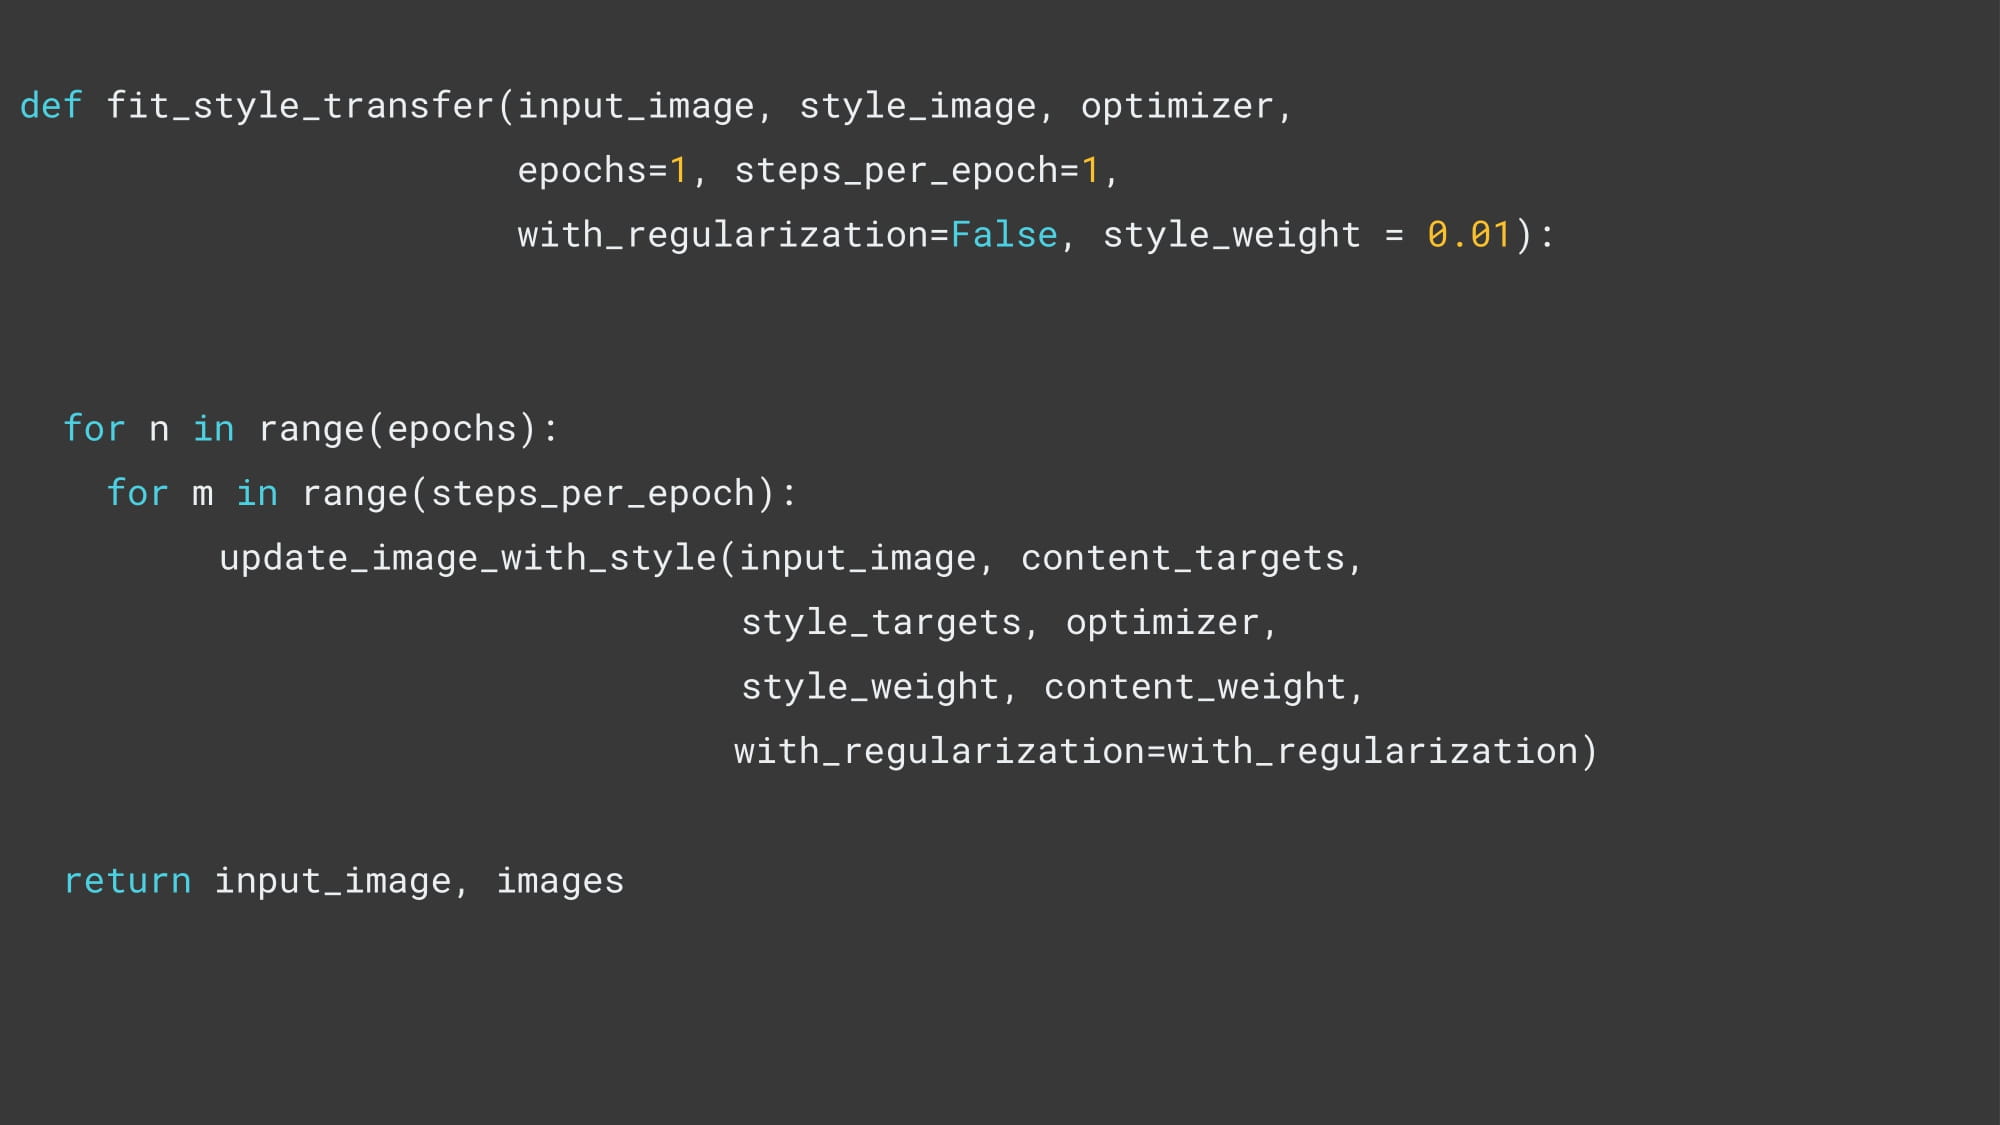 def fit_style_transfer(input_image, style_image, optimizer,
                       epochs=1, steps_per_epoch=1,
                       with_regularization=False, style_weight = 0.01):
  for n in range(epochs):
    for m in range(steps_per_epoch):
         update_image_with_style(input_image, content_targets,
                                 style_targets, optimizer,
                                 style_weight, content_weight,
                                 with_regularization=with_regularization)
  return input_image, images